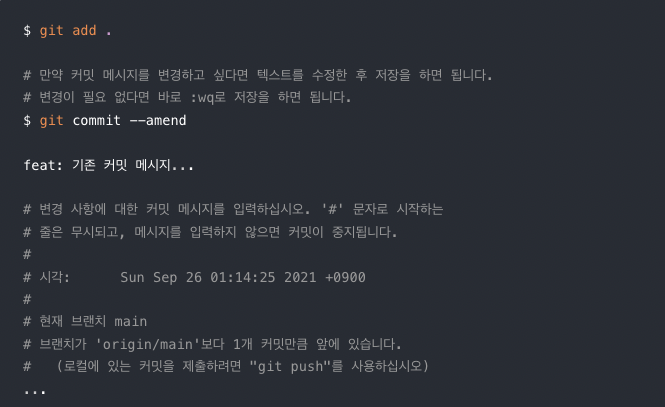 $ git add .
# 만약 커밋 메시지를 변경하고 싶다면 텍스트를 수정한 후 저장을 하면 됩니다.
# 변경이 필요 없다면 바로 :wq로 저장을 하면 됩니다.
$ git commit --amend
feat: 기존 커밋 메시지...
# 변경 사항에 대한 커밋 메시지를 입력하십시오. '#' 문자로 시작하는
# 줄은 무시되고, 메시지를 입력하지 않으면 커밋이 중지됩니다.
#
# 시각:      Sun Sep 26 01:14:25 2021 +0900
#
# 현재 브랜치 main
# 브랜치가 'origin/main'보다 1개 커밋만큼 앞에 있습니다.
#   (로컬에 있는 커밋을 제출하려면 "git push"를 사용하십시오)
...